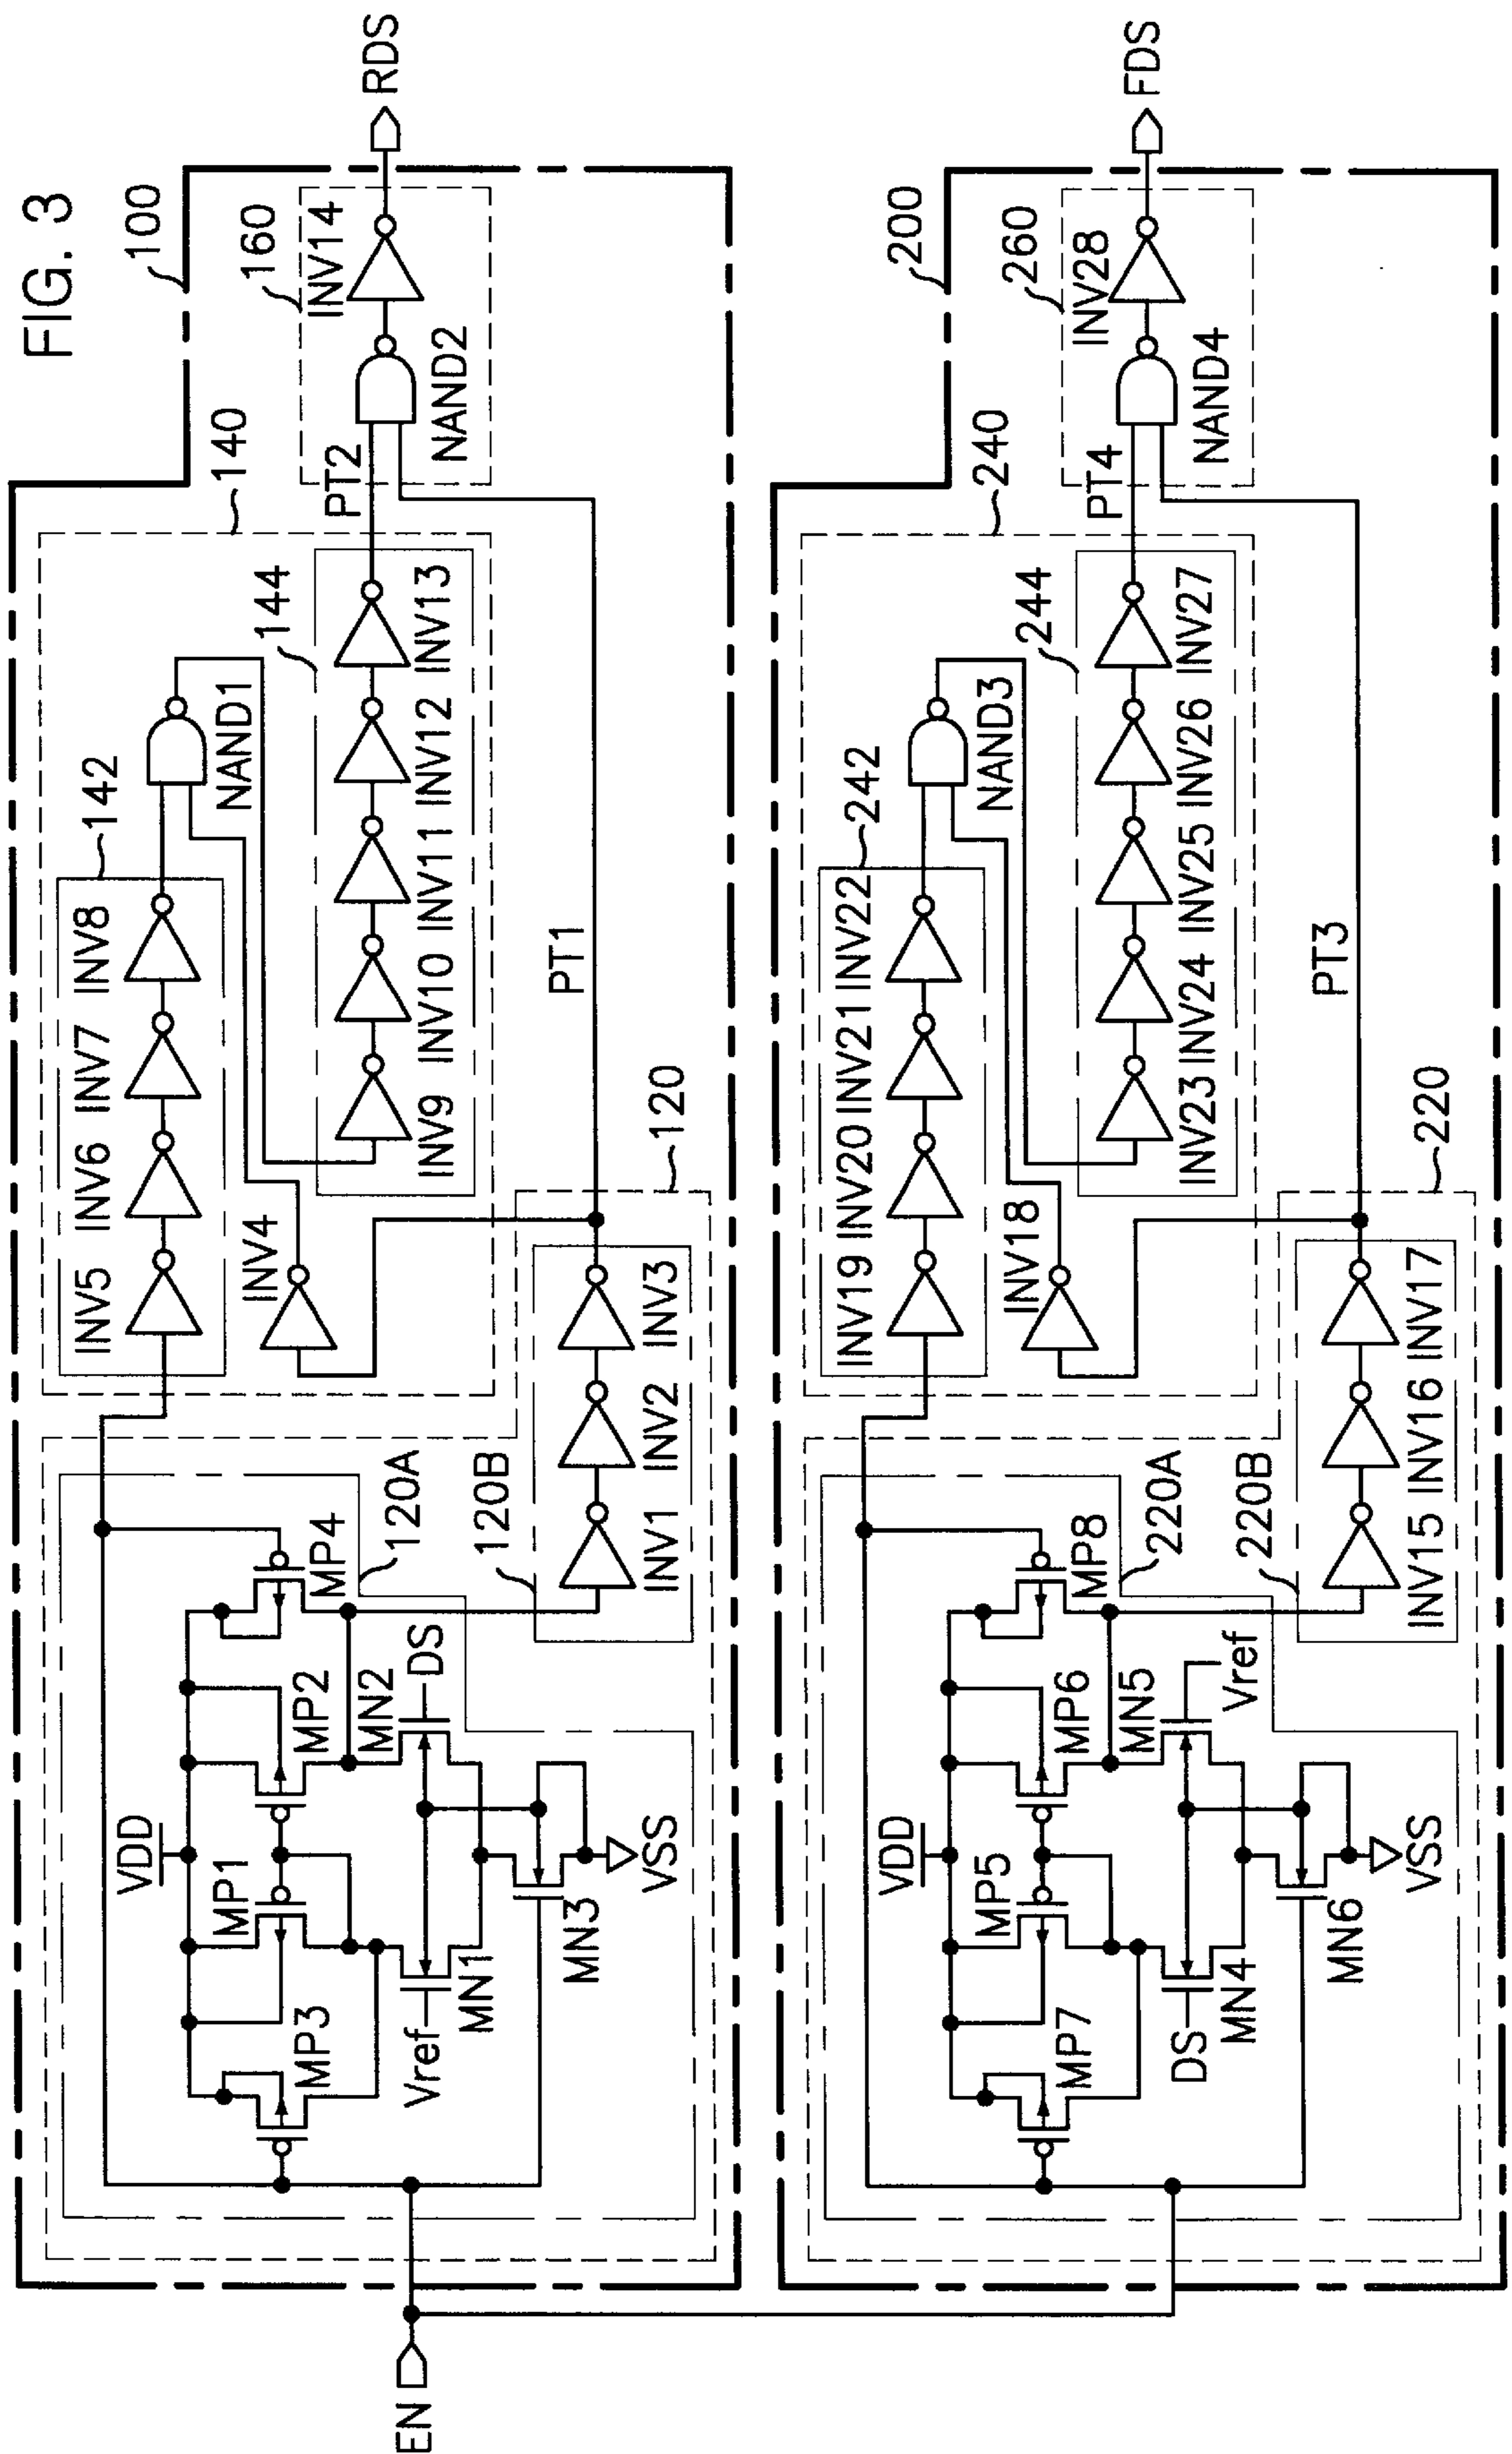 FIG. 3
100
160
INV14
RDS
NAND2
140
PT2
144
INV9 INV10 INV11 INV12 INV13
142
NAND1
INV5 INV6 INV7 INV8
INV4
PT1
120
120A
120B
INV1 INV2 INV3
VDD
MP3 MP1 MP2 MP4
Vref
MN1
MN2
DS
MN3
VSS
EN
200
260
INV28
FDS
NAND4
240
PT4
244
INV23 INV24 INV25 INV26 INV27
242
NAND3
INV19 INV20 INV21 INV22
INV18
PT3
220
220A
220B
INV15 INV16 INV17
VDD
MP7 MP5 MP6 MP8
DS
MN4
MN5
Vref
MN6
VSS